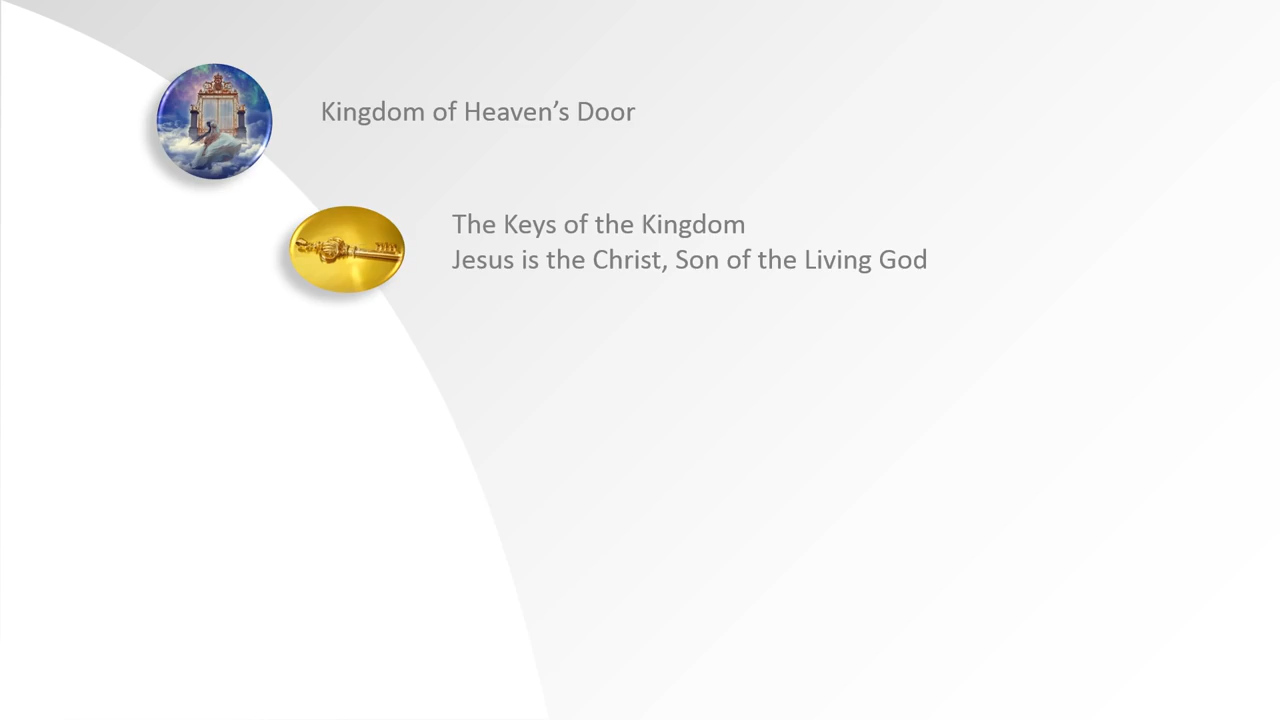 Kingdom of Heaven’s Door
The Keys of the Kingdom
Jesus is the Christ, Son of the Living God